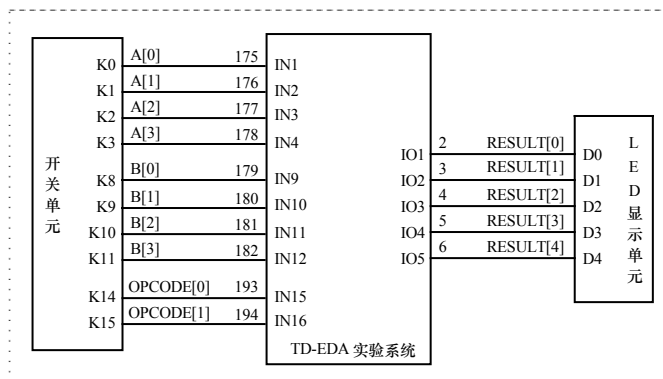 K0 A[0] 175 IN1
K1 A[1] 176 IN2
K2 A[2] 177 IN3
K3 A[3] 178 IN4
K8 B[0] 179 IN9
K9 B[1] 180 IN10
K10 B[2] 181 IN11
K11 B[3] 182 IN12
K14 OPCODE[0] 193 IN15
K15 OPCODE[1] 194 IN16
开关单元
IO1 2 RESULT[0] D0
IO2 3 RESULT[1] D1
IO3 4 RESULT[2] D2
IO4 5 RESULT[3] D3
IO5 6 RESULT[4] D4
LED显示单元
TD-EDA 实验系统